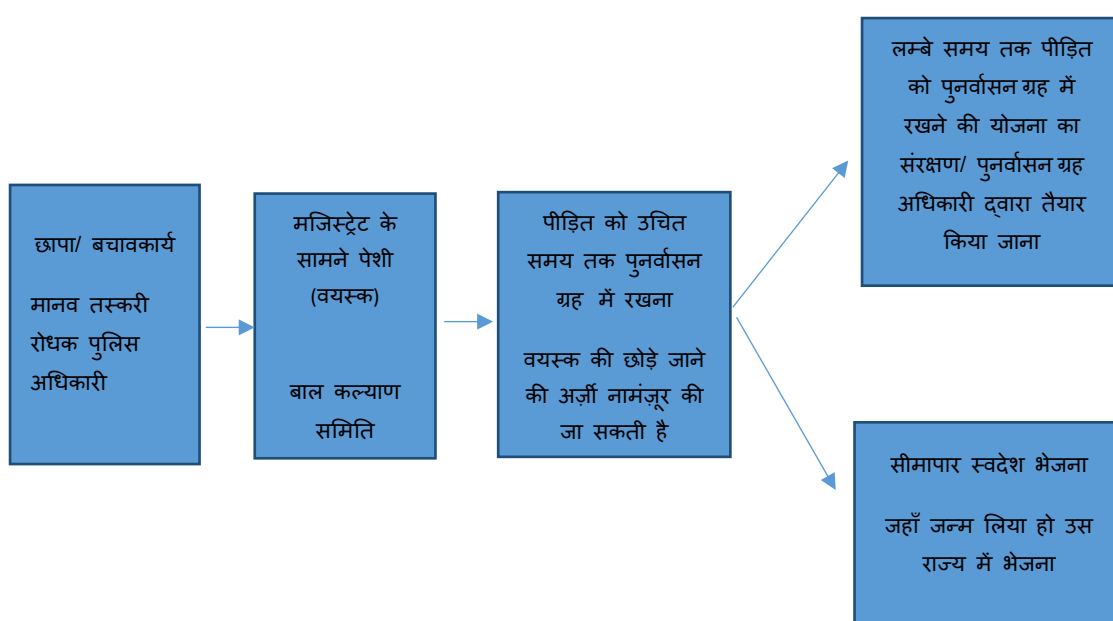 छापा/ बचावकार्य
मानव तस्करी
रोधक पुलिस
अधिकारी
मजिस्ट्रेट के
सामने पेशी
(वयस्क)
बाल कल्याण
समिति
पीड़ित को उचित
समय तक पुनर्वासन
ग्रह में रखना
वयस्क की छोड़े जाने
की अर्ज़ी नामंज़ूर की
जा सकती है
लम्बे समय तक पीड़ित
को पुनर्वासन ग्रह में
रखने की योजना का
संरक्षण/ पुनर्वासन ग्रह
अधिकारी द्वारा तैयार
किया जाना
सीमापार स्वदेश भेजना
जहाँ जन्म लिया हो उस
राज्य में भेजना